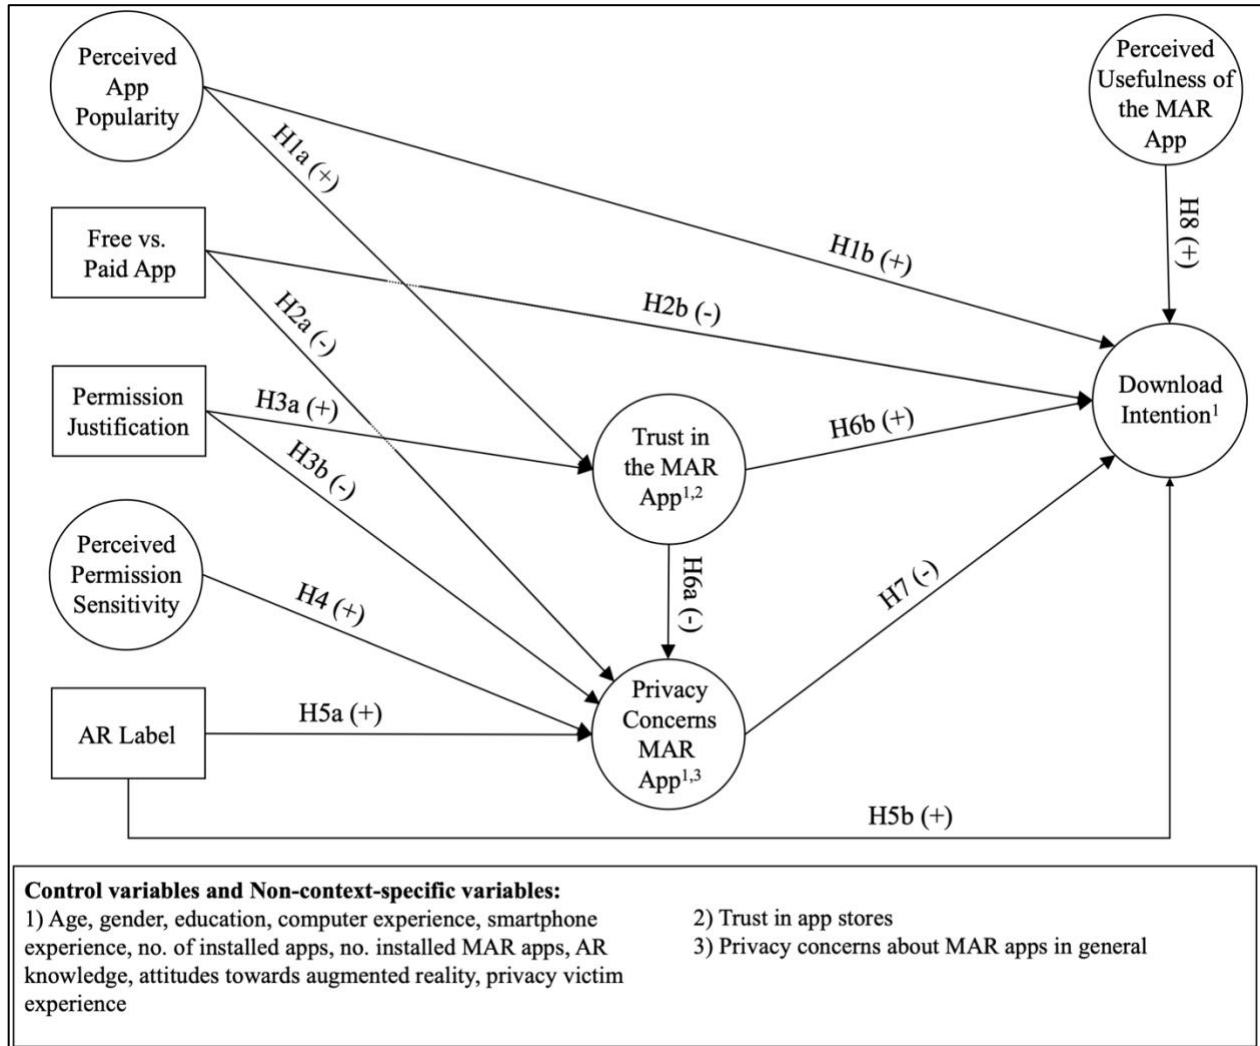 Perceived
App
Popularity
Perceived
Usefulness of
the MAR
App
H1a (+)
H1b (+)
H8 (+)
Free vs.
Paid App
H2a (-)
H2b (-)
Permission
Justification
H3a (+)
H3b (-)
Trust in
the MAR
App1,2
H6b (+)
Download
Intention1
Perceived
Permission
Sensitivity
H4 (+)
H6a (-)
H7 (-)
AR Label
H5a (+)
Privacy
Concerns
MAR
App1,3
H5b (+)
Control variables and Non-context-specific variables:
1) Age, gender, education, computer experience, smartphone
experience, no. of installed apps, no. installed MAR apps, AR
knowledge, attitudes towards augmented reality, privacy victim
experience
2) Trust in app stores
3) Privacy concerns about MAR apps in general